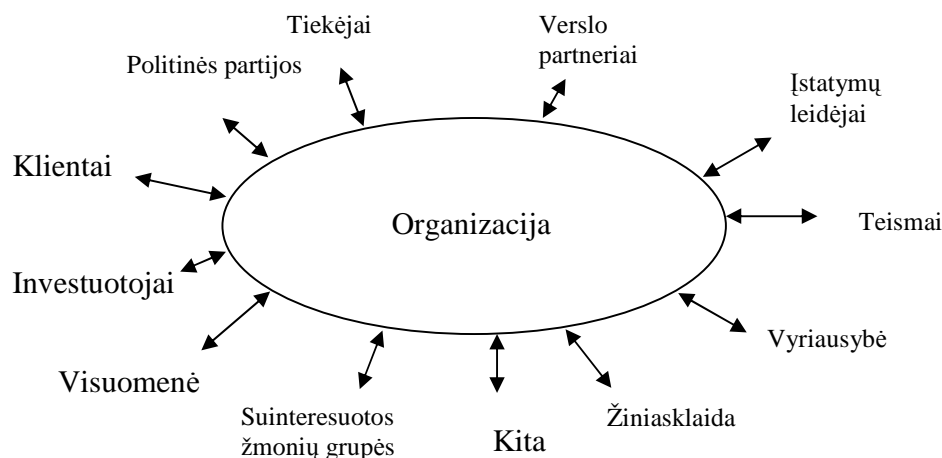 Tiekėjai
Verslo
partneriai
Politinės partijos
Įstatymų
leidėjai
Klientai
Organizacija
Teismai
Investuotojai
Vyriausybė
Visuomenė
Suinteresuotos
žmonių grupės
Kita
Žiniasklaida